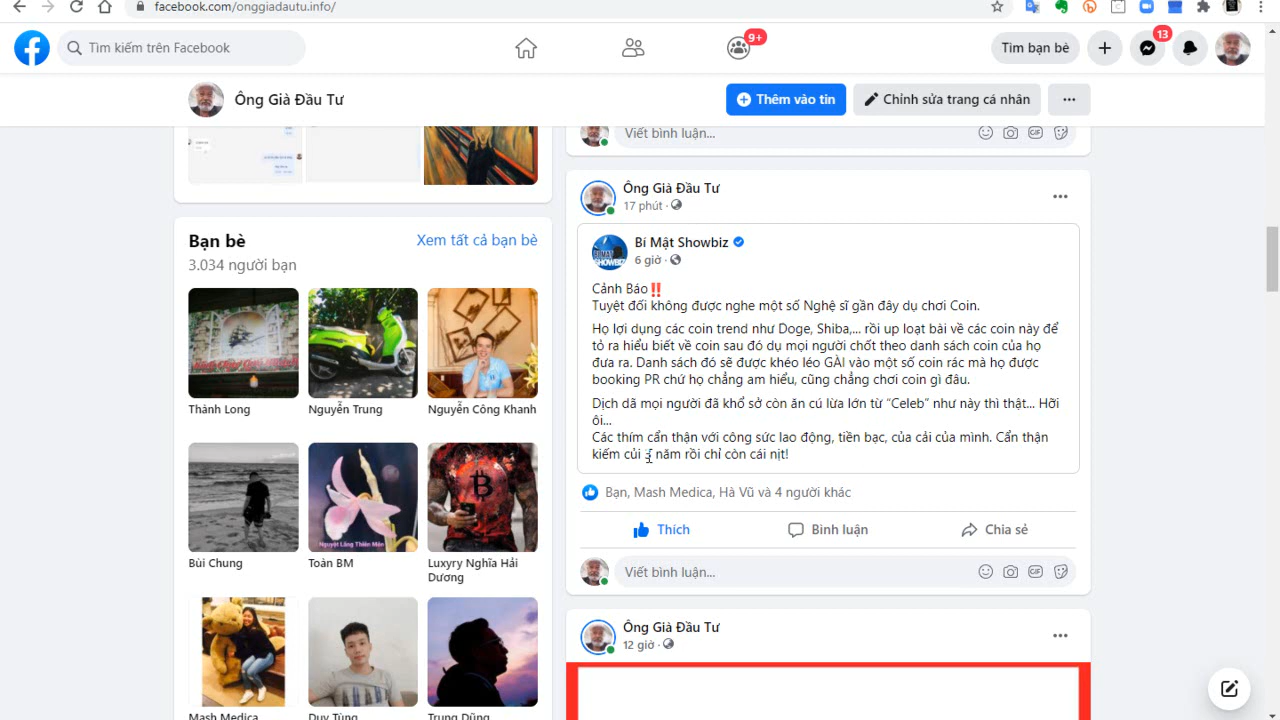 facebook.com/onggiadautu.info/
Tìm kiếm trên Facebook
9+
Tìm bạn bè
13
Ông Già Đầu Tư
Thêm vào tin
Chỉnh sửa trang cá nhân
Viết bình luận...
Bạn bè
Xem tất cả bạn bè
3.034 người bạn
Thành Long
Nguyễn Trung
Nguyễn Công Khanh
Bùi Chung
Toàn BM
Luxyry Nghĩa Hải
Dương
Mash Medica
Duy Tùng
Trung Dũng
Ông Già Đầu Tư
17 phút
Bí Mật Showbiz
6 giờ
Cảnh Báo‼️
Tuyệt đối không được nghe một số Nghệ sĩ gần đây dụ chơi Coin.
Họ lợi dụng các coin trend như Doge, Shiba,... rồi up loạt bài về các coin này để
tỏ ra hiểu biết về coin sau đó dụ mọi người chốt theo danh sách coin của họ
đưa ra. Danh sách đó sẽ được khéo léo GÀI vào một số coin rác mà họ được
booking PR chứ họ chẳng am hiểu, cũng chẳng chơi coin gì đâu.
Dịch dã mọi người đã khổ sở còn ăn cú lừa lớn từ “Celeb” như này thì thật... Hỡi
ôi...
Các thím cẩn thận với công sức lao động, tiền bạc, của cải của mình. Cẩn thận
kiếm củi năm rồi chỉ còn cái nịt!
Bạn, Mash Medica, Hà Vũ và 4 người khác
Thích
Bình luận
Chia sẻ
Viết bình luận...
Ông Già Đầu Tư
12 giờ